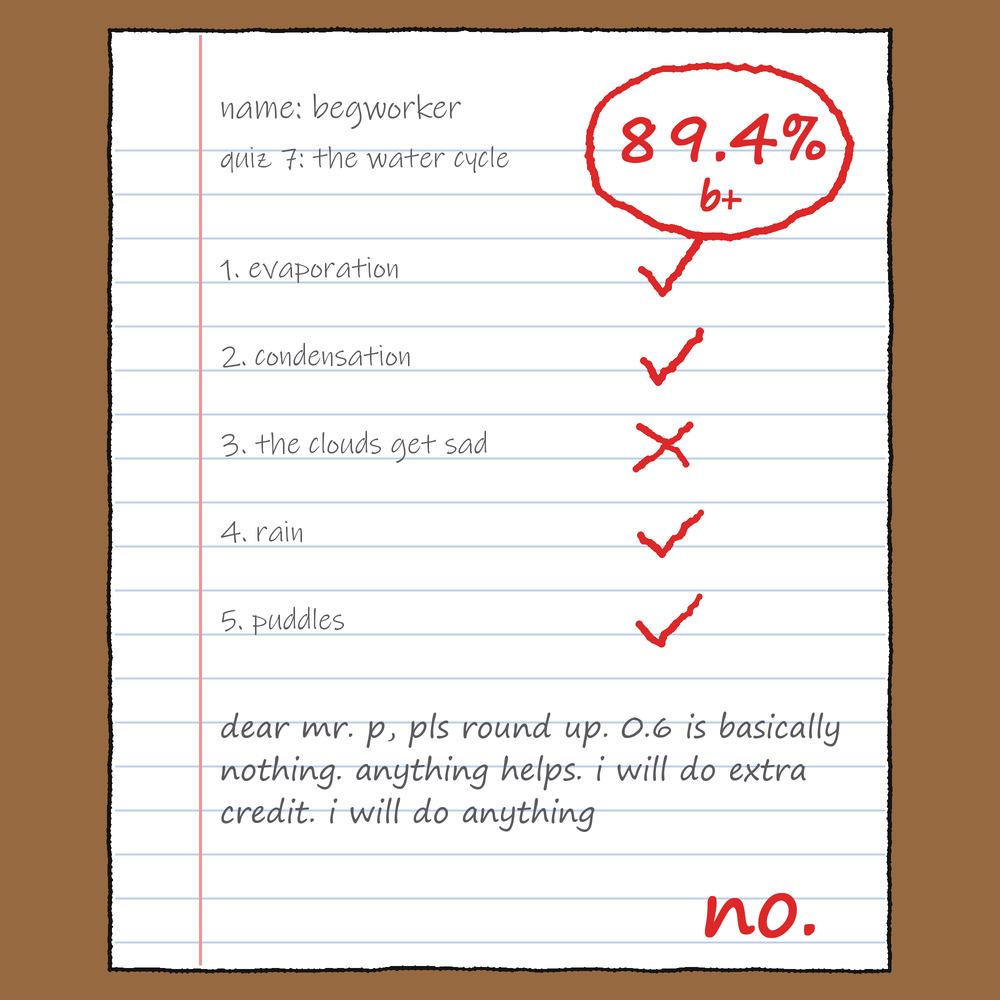 name: begworker
89.4%
quiz 7: the water cycle
b+
1. evaporation
2. condensation
3. the clouds get sad
4. rain
5. puddles
dear mr. p, pls round up. 0.6 is basically
nothing. anything helps. i will do extra
credit. i will do anything
no.